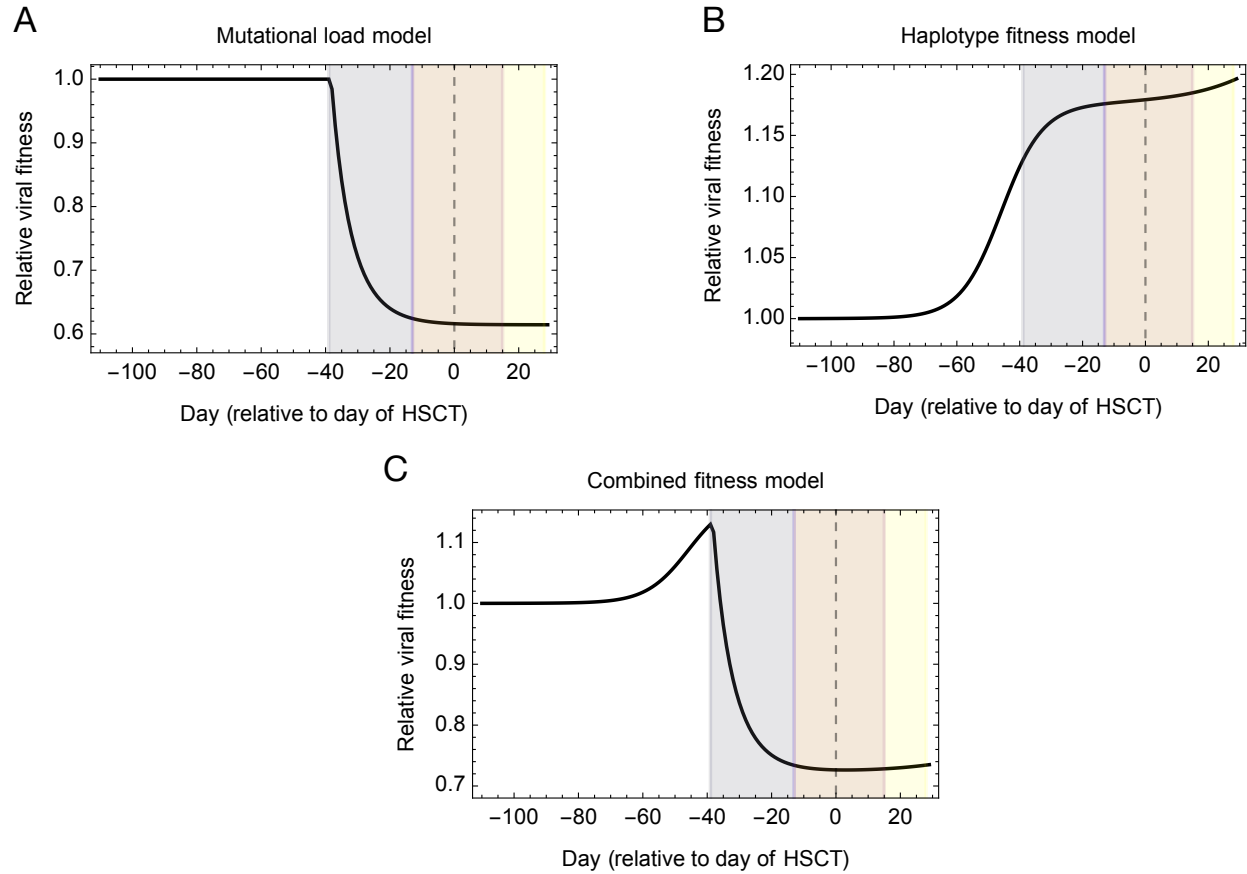 A
Mutational load model
Relative viral fitness
1.0
0.9
0.8
0.7
0.6
−100 −80 −60 −40 −20 0 20
Day (relative to day of HSCT)
B
Haplotype fitness model
Relative viral fitness
1.20
1.15
1.10
1.05
1.00
−100 −80 −60 −40 −20 0 20
Day (relative to day of HSCT)
C
Combined fitness model
Relative viral fitness
1.1
1.0
0.9
0.8
0.7
−100 −80 −60 −40 −20 0 20
Day (relative to day of HSCT)